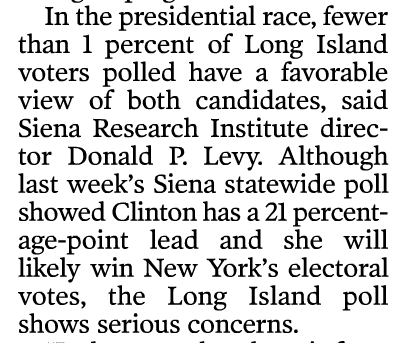 In the presidential race, fewer
than 1 percent of Long Island
voters polled have a favorable
view of both candidates, said
Siena Research Institute direc-
tor Donald P. Levy. Although
last week’s Siena statewide poll
showed Clinton has a 21 percent-
age-point lead and she will
likely win New York’s electoral
votes, the Long Island poll
shows serious concerns.